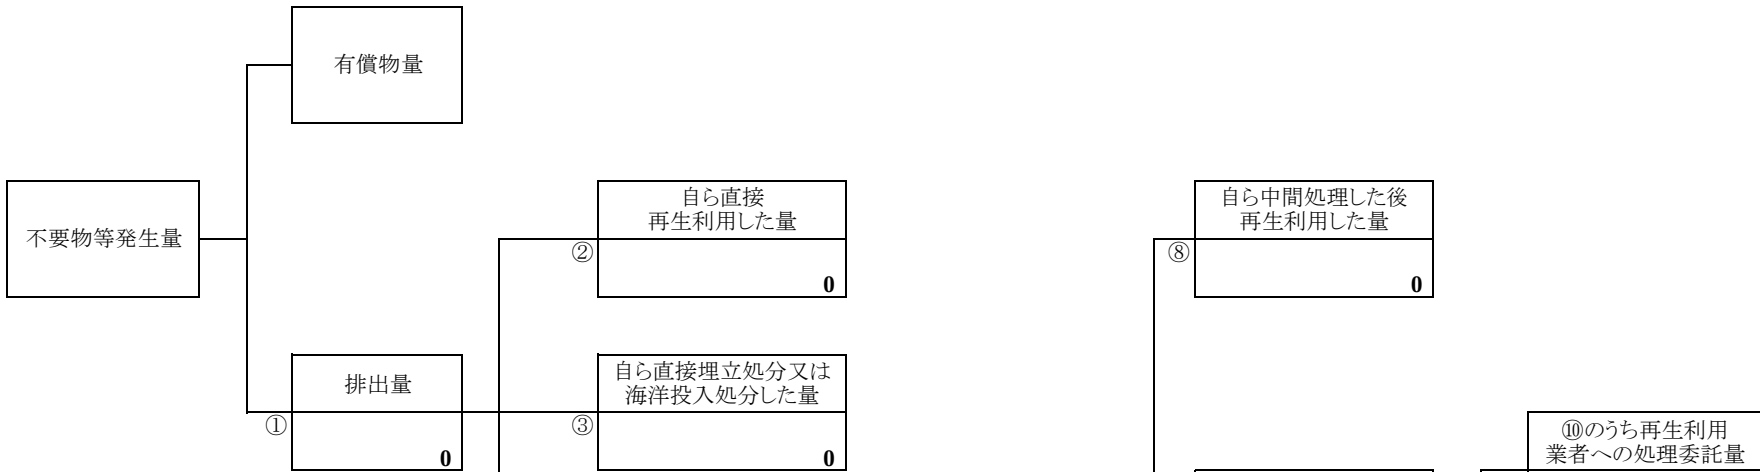 有償物量
不要物等発生量
自ら直接
再生利用した量
②
0
自ら中間処理した後
再生利用した量
⑧
0
排出量
①
0
自ら直接埋立処分又は
海洋投入処分した量
③
0
⑩のうち再生利用
業者への処理委託量